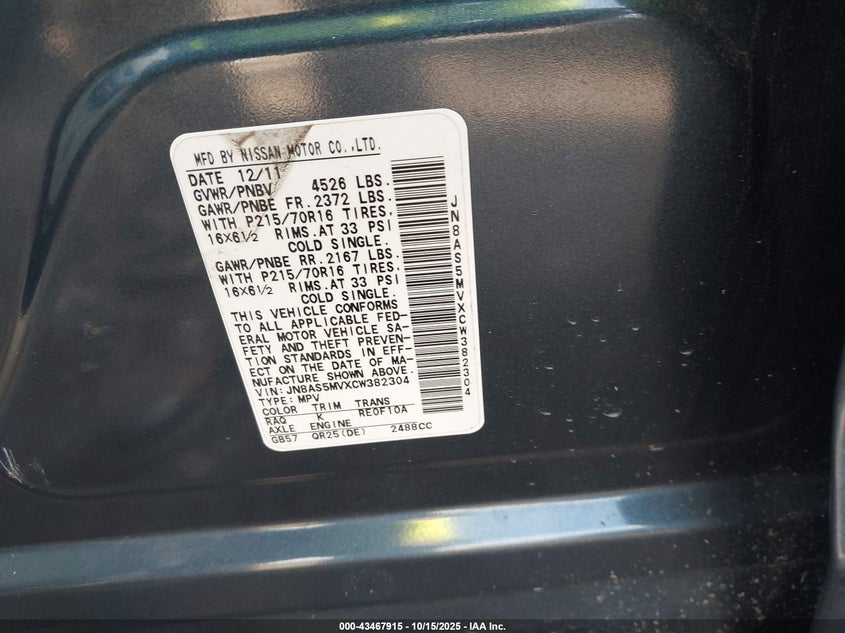 MFD BY NISSAN MOTOR CO.,LTD.
DATE 12/11
GVWR/PNBV 4526 LBS.
GAWR/PNBE FR.2372 LBS.
WITH P215/70R16 TIRES,
16X6½ RIMS.AT 33 PSI
COLD SINGLE.
GAWR/PNBE RR.2167 LBS.
WITH P215/70R16 TIRES,
16X6½ RIMS.AT 33 PSI
COLD SINGLE.
THIS VEHICLE CONFORMS
TO ALL APPLICABLE FED-
ERAL MOTOR VEHICLE SA-
FETY AND THEFT PREVEN-
TION STANDARDS IN EFF-
ECT ON THE DATE OF MA-
NUFACTURE SHOWN ABOVE.
VIN: JN8AS5MVXCW382304
TYPE: MPV
COLOR TRIM TRANS
RAQ K RE0F10A
AXLE ENGINE
GB57 QR25(DE) 2488CC
JN8AS5MVXCW382304
000-43467915 - 10/15/2025 - IAA Inc.